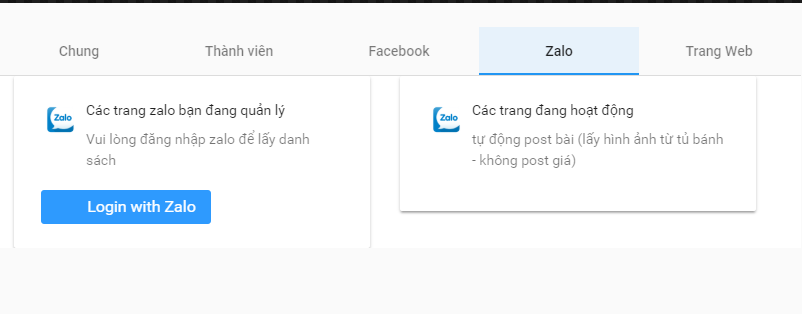 Chung
Thành viên
Facebook
Zalo
Trang Web
Zalo
Các trang zalo bạn đang quản lý
Vui lòng đăng nhập zalo để lấy danh
sách
Login with Zalo
Zalo
Các trang đang hoạt động
tự động post bài (lấy hình ảnh từ tủ bánh
- không post giá)